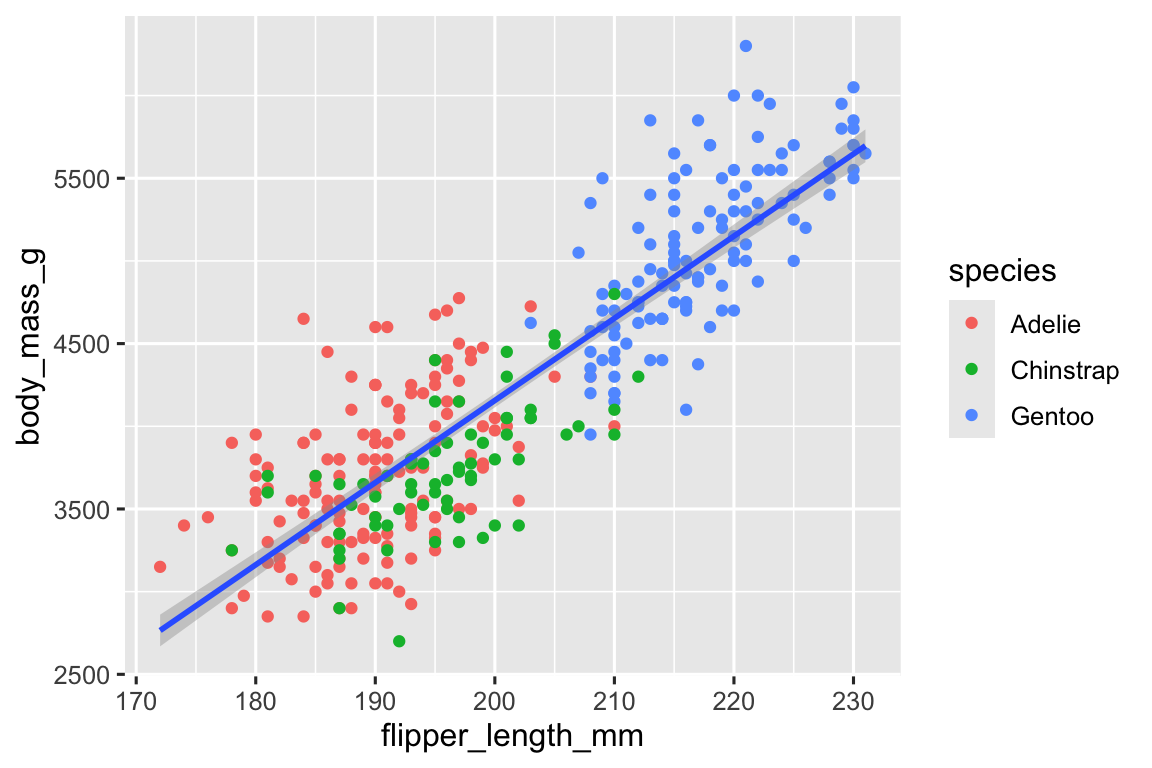 body_mass_g
5500
4500
3500
2500
170 180 190 200 210 220 230
flipper_length_mm
species
Adelie
Chinstrap
Gentoo